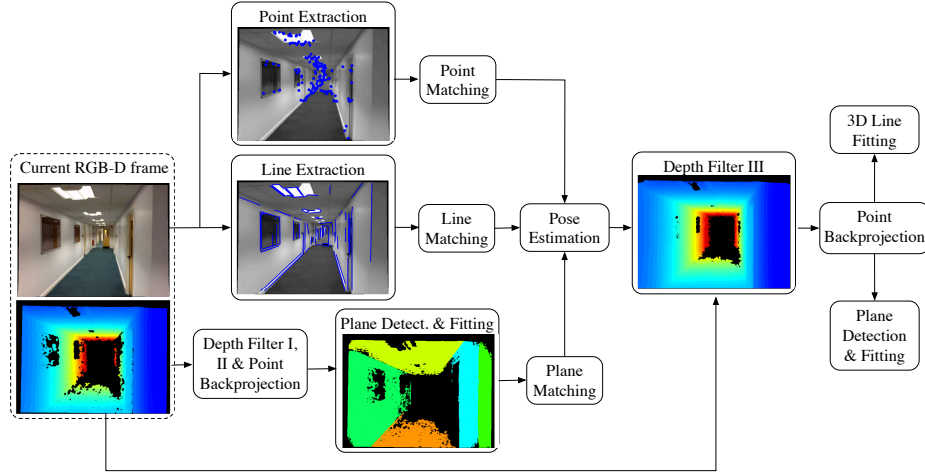 Point Extraction
Point
Matching
Current RGB-D frame
Line Extraction
Line
Matching
Pose
Estimation
Depth Filter I,
II & Point
Backprojection
Plane Detect. & Fitting
Plane
Matching
Depth Filter III
3D Line
Fitting
Point
Backprojection
Plane
Detection
& Fitting